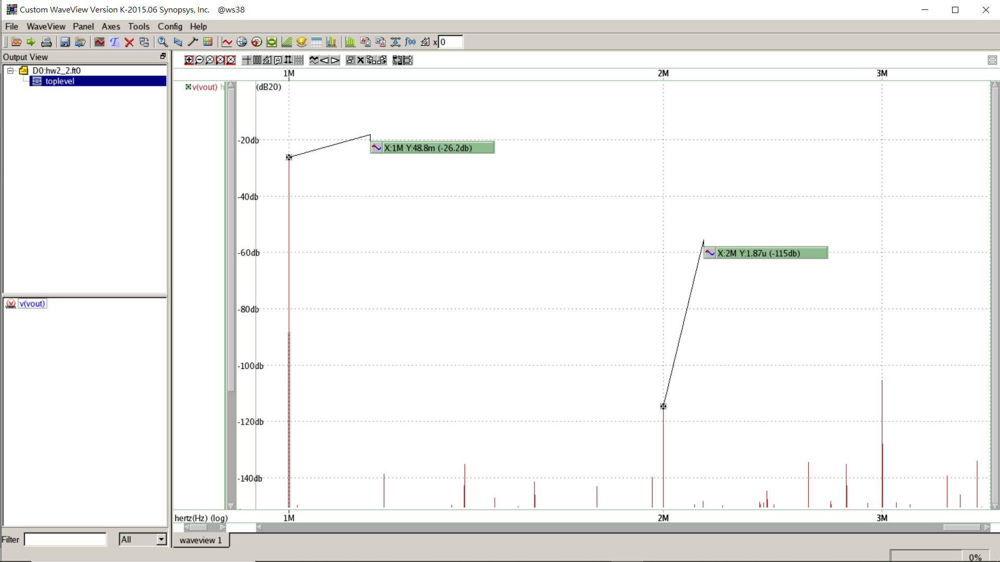 Custom WaveView Version K-2015.06 Synopsys, Inc. @ws38
File WaveView Panel Axes Tools Config Help
x 0
Output View
D0:hw2_2.ft0
toplevel
v(vout)
Filter All
1M 2M 3M
v(vout) h
(dB20)
-20db
X:1M Y:48.8m (-26.2db)
-40db
-60db
X:2M Y:1.87u (-115db)
-80db
-100db
-120db
-140db
hertz(Hz) (log) 1M 2M 3M
waveview 1
0%